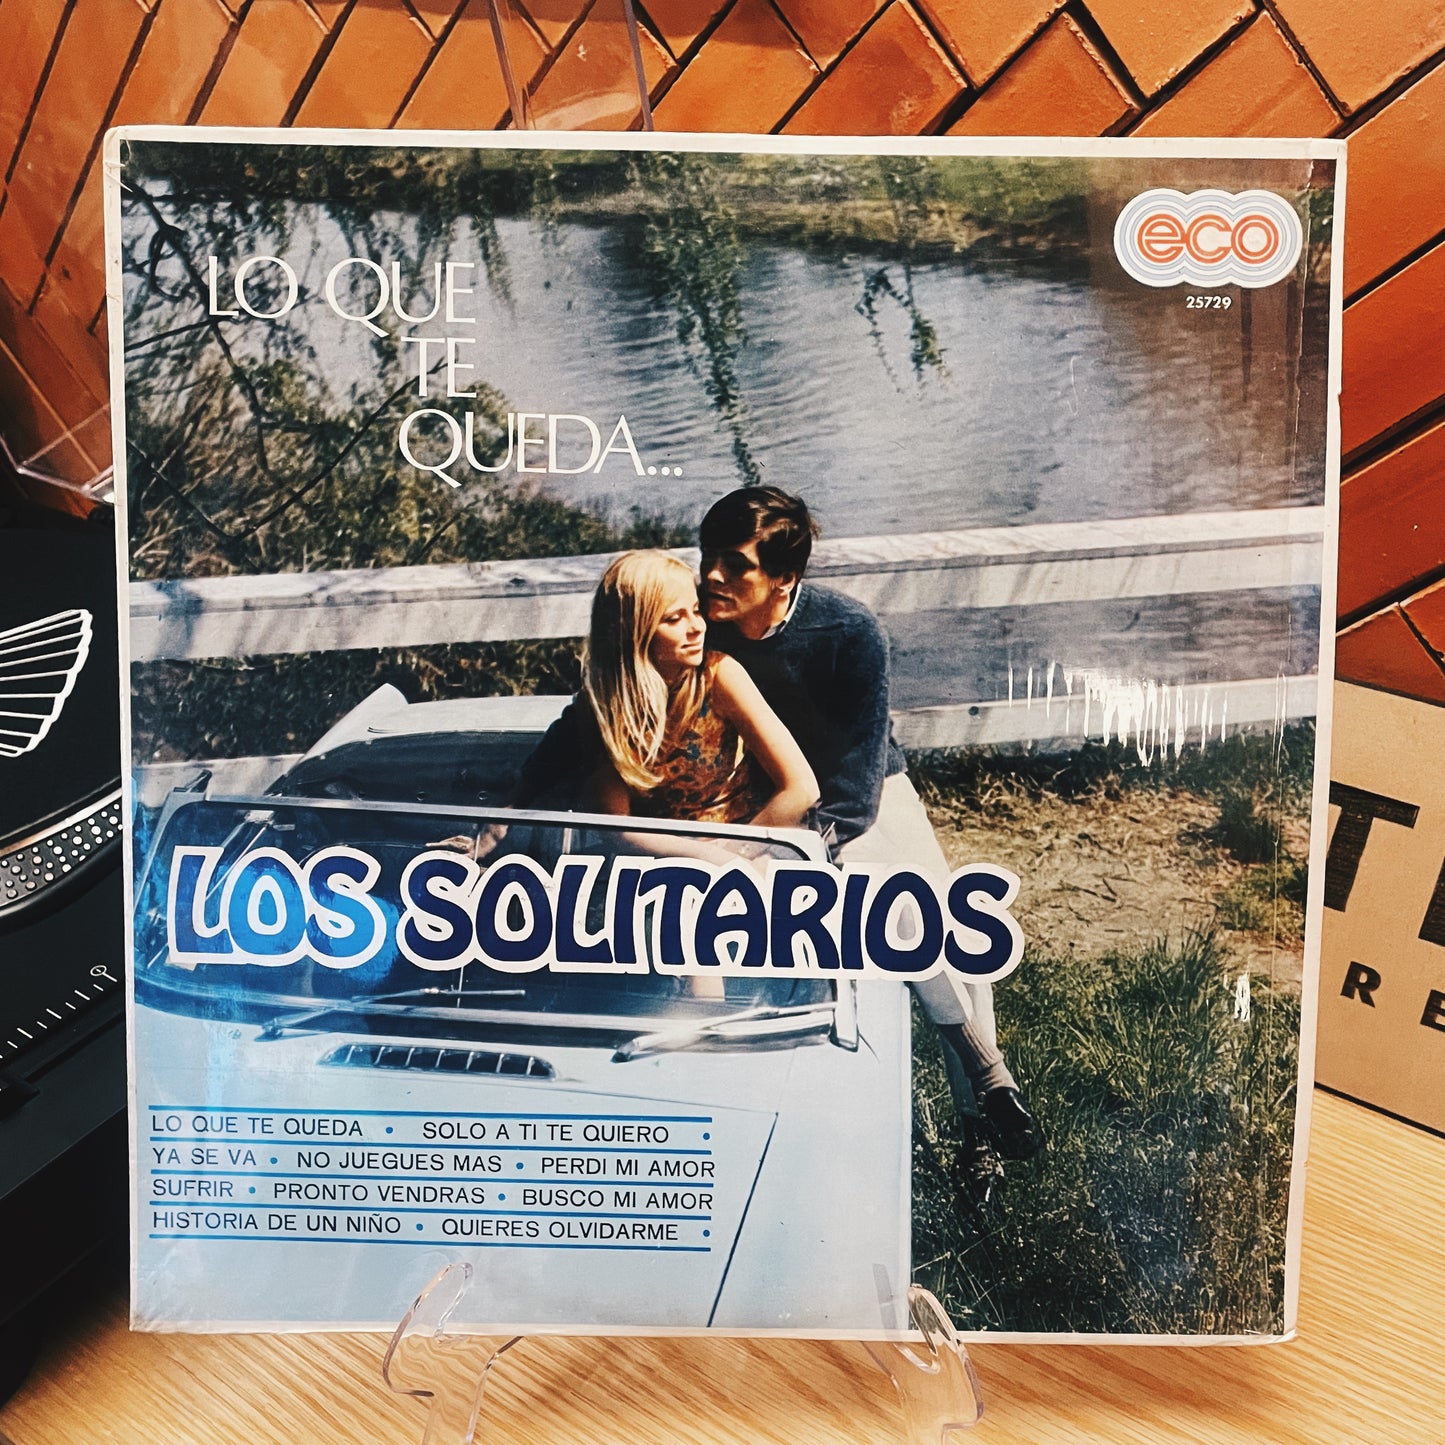 eco
25729
LO QUE
TE
QUEDA...
LOS SOLITARIOS
LO QUE TE QUEDA • SOLO A TI TE QUIERO •
YA SE VA • NO JUEGUES MAS • PERDI MI AMOR
SUFRIR • PRONTO VENDRAS • BUSCO MI AMOR
HISTORIA DE UN NIÑO • QUIERES OLVIDARME •